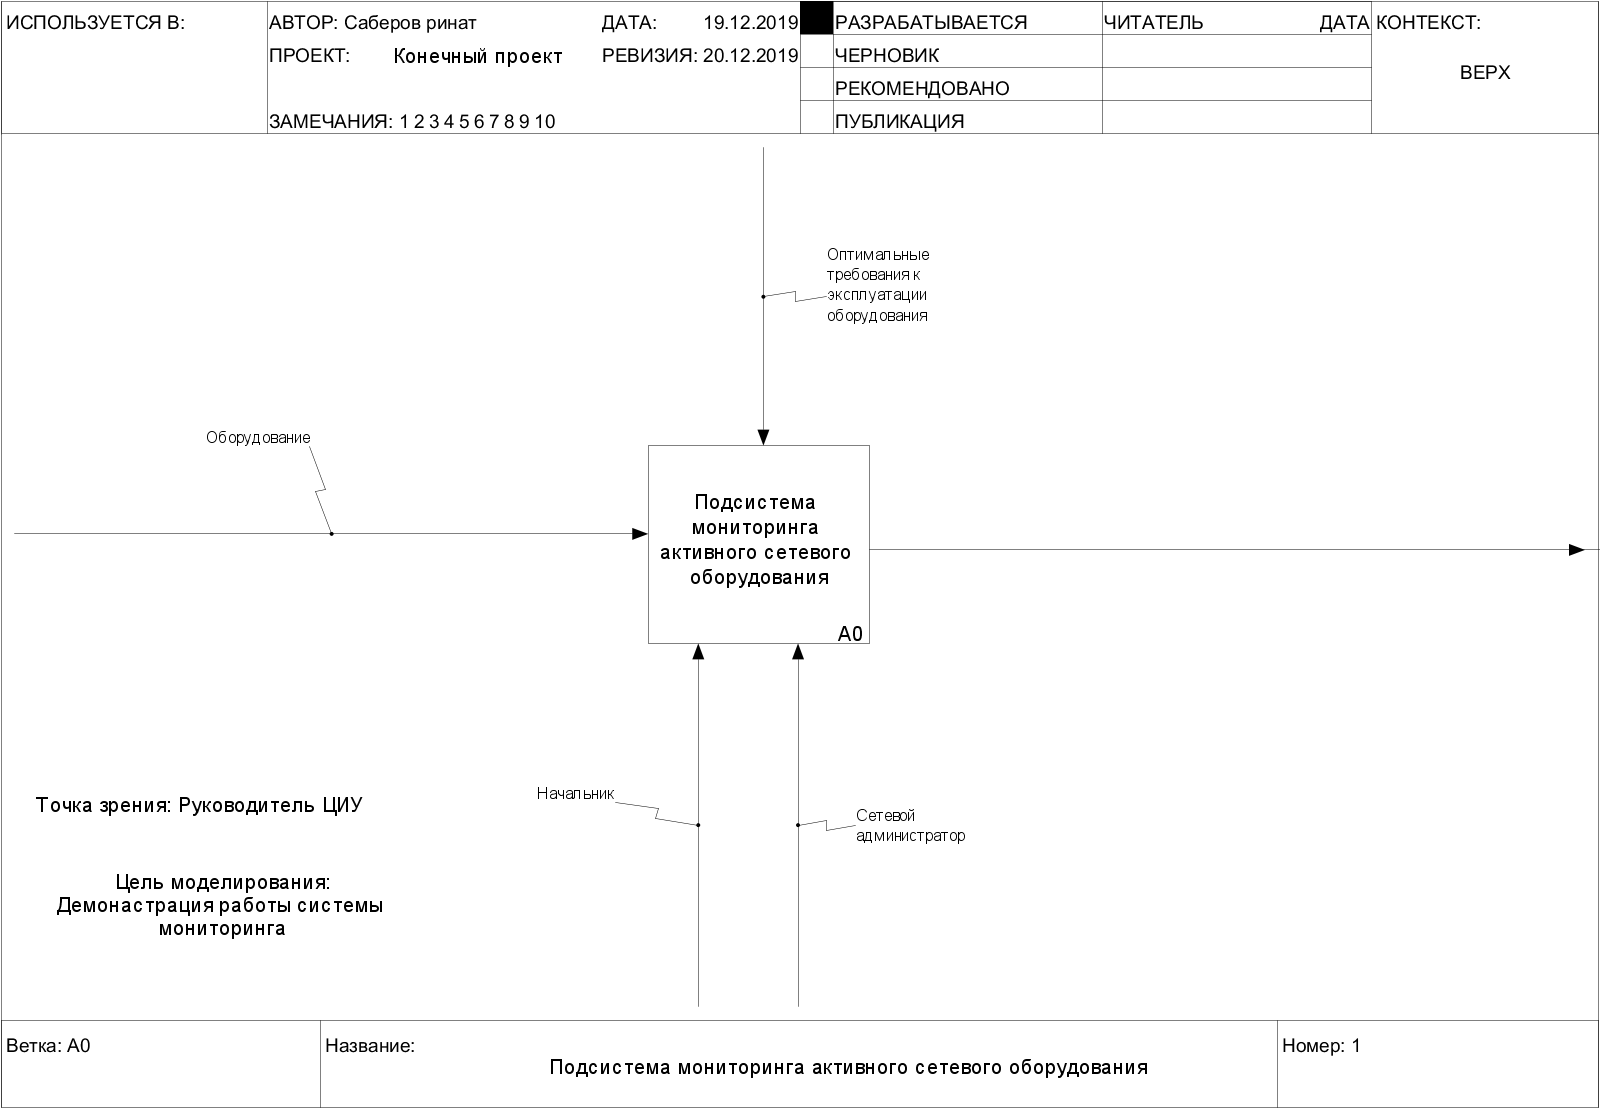 ИСПОЛЬЗУЕТСЯ В:
АВТОР: Саберов ринат
ДАТА: 19.12.2019
ПРОЕКТ: Конечный проект
РЕВИЗИЯ: 20.12.2019
ЗАМЕЧАНИЯ: 1 2 3 4 5 6 7 8 9 10
РАЗРАБАТЫВАЕТСЯ
ЧЕРНОВИК
РЕКОМЕНДОВАНО
ПУБЛИКАЦИЯ
ЧИТАТЕЛЬ
ДАТА
КОНТЕКСТ:
ВЕРХ
Оптимальные
требования к
эксплуатации
оборудования
Оборудование
Подсистема
мониторинга
активного сетевого
оборудования
А0
Начальник
Сетевой
администратор
Точка зрения: Руководитель ЦИУ
Цель моделирования:
Демонастрация работы системы
мониторинга
Ветка: А0
Название:
Подсистема мониторинга активного сетевого оборудования
Номер: 1